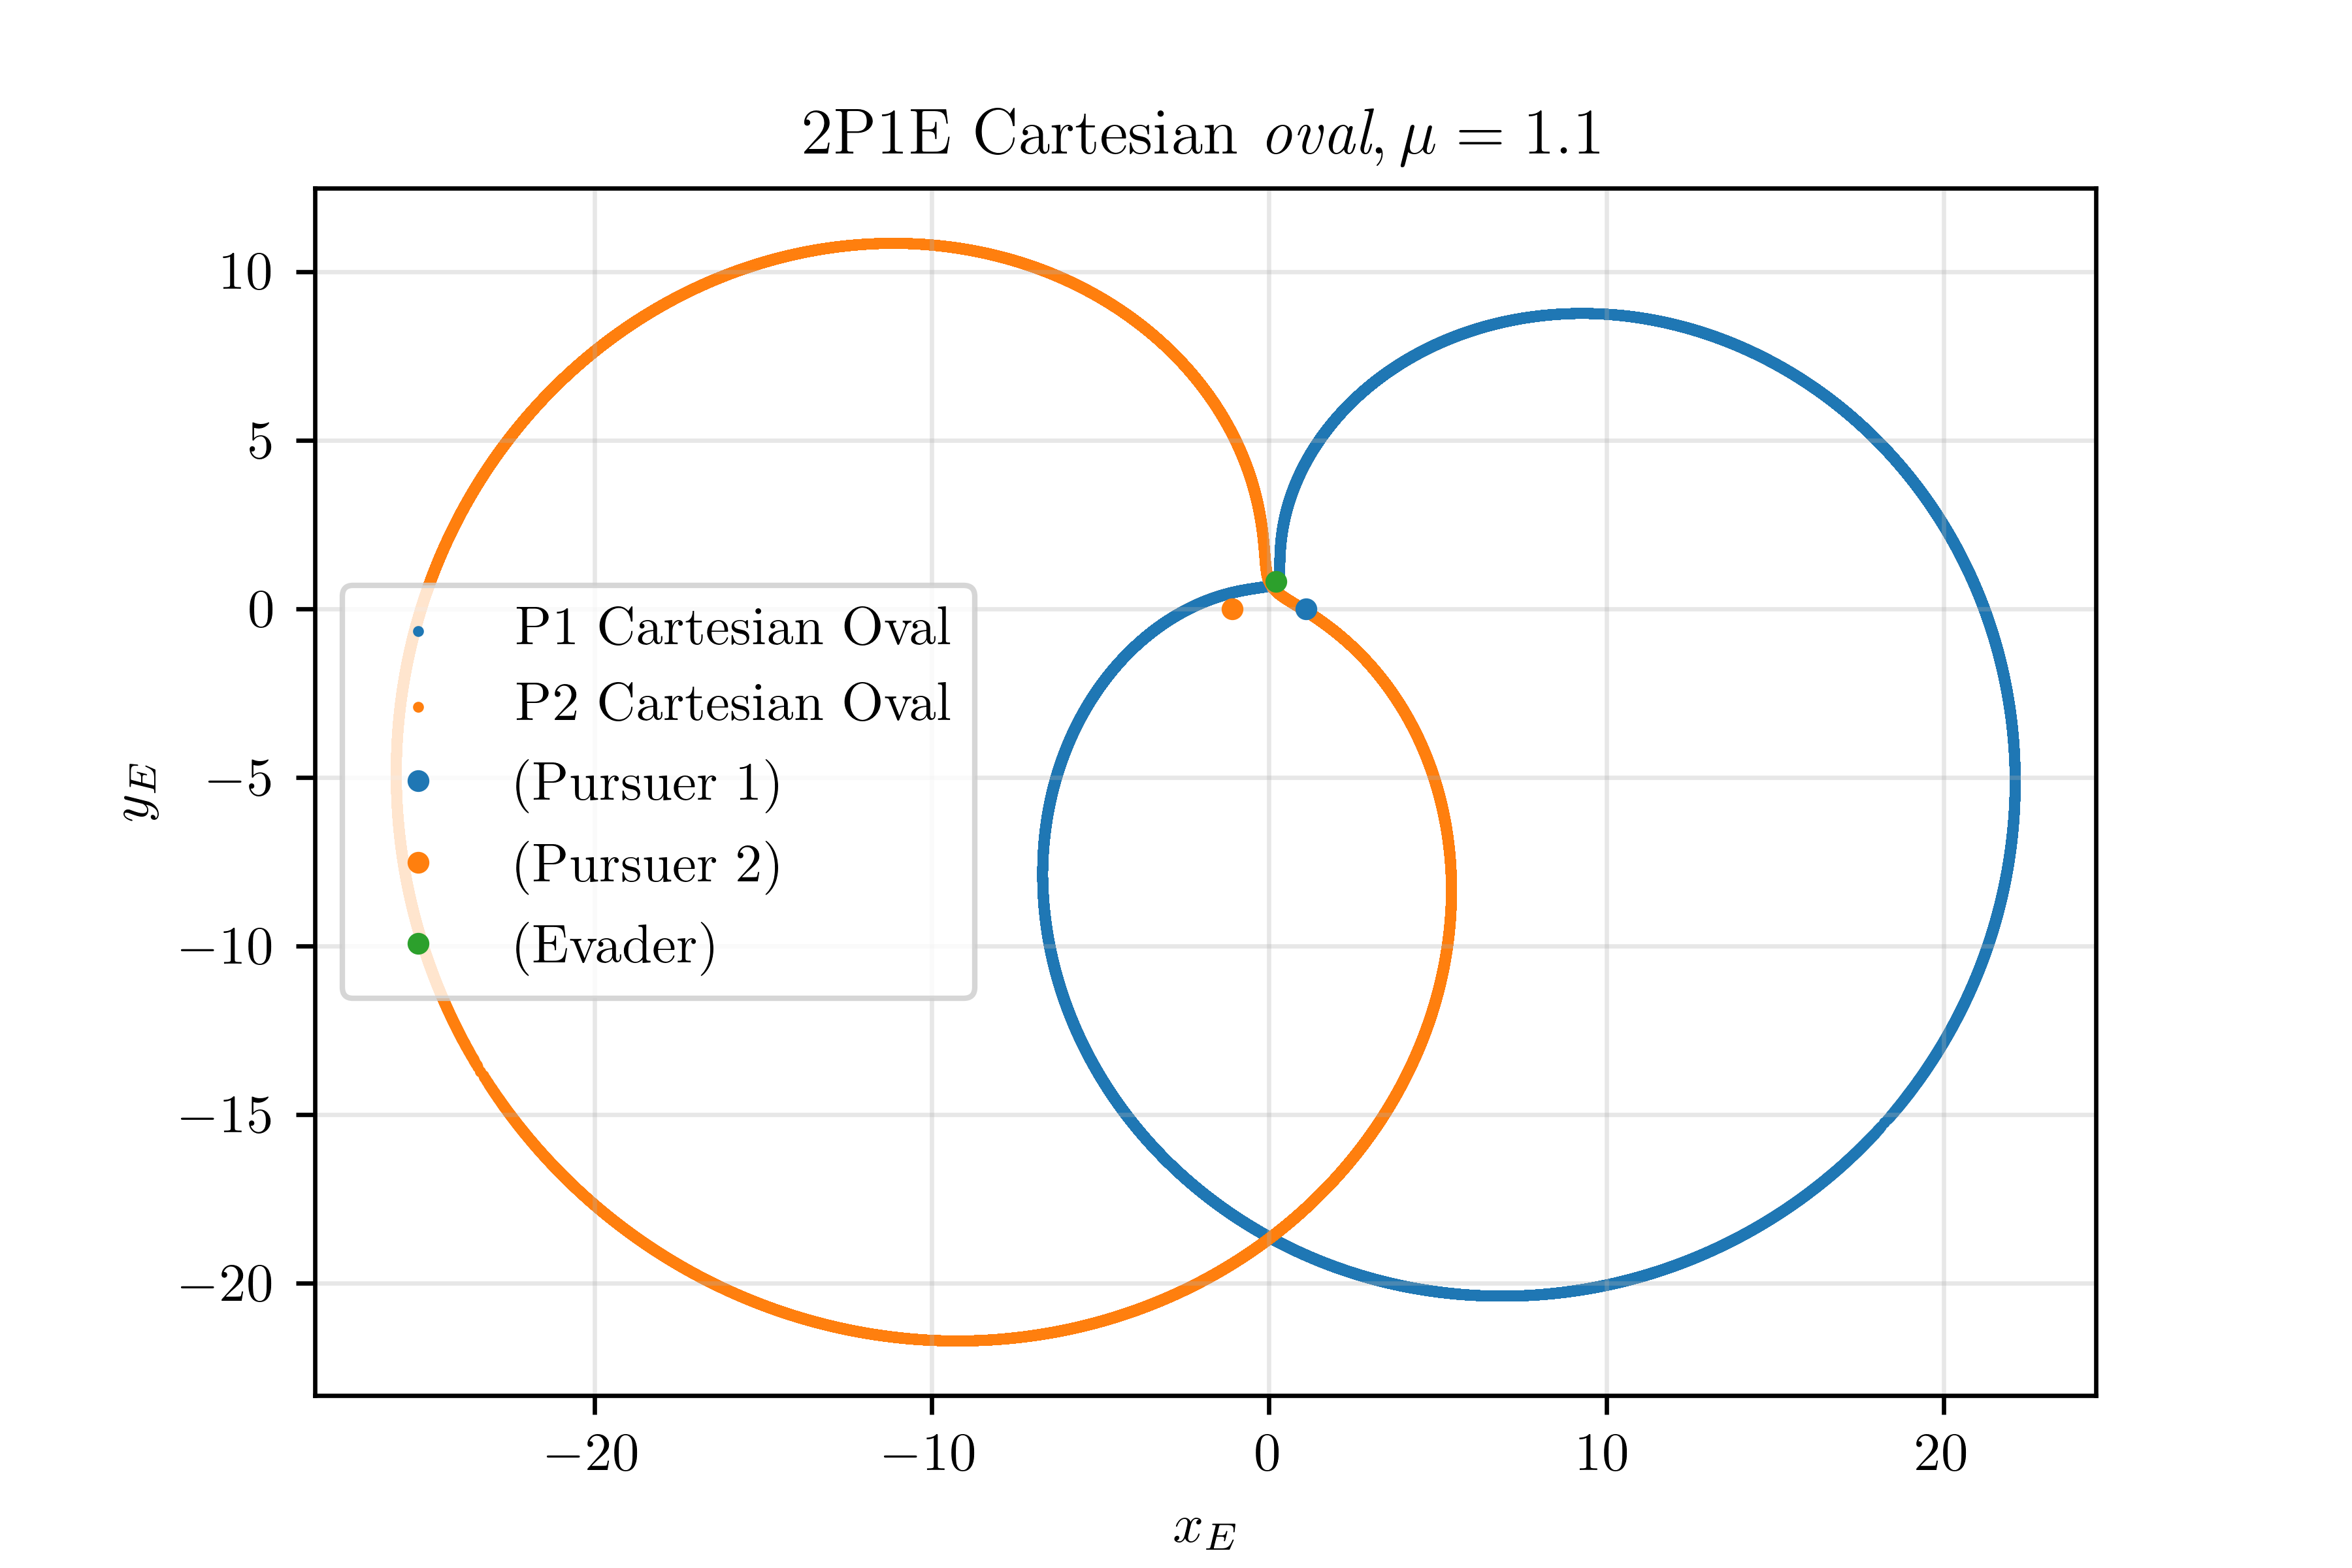 2P1E Cartesian oval, μ = 1.1
10
5
0
−5
−10
−15
−20
y_E
P1 Cartesian Oval
P2 Cartesian Oval
(Pursuer 1)
(Pursuer 2)
(Evader)
−20 −10 0 10 20
x_E